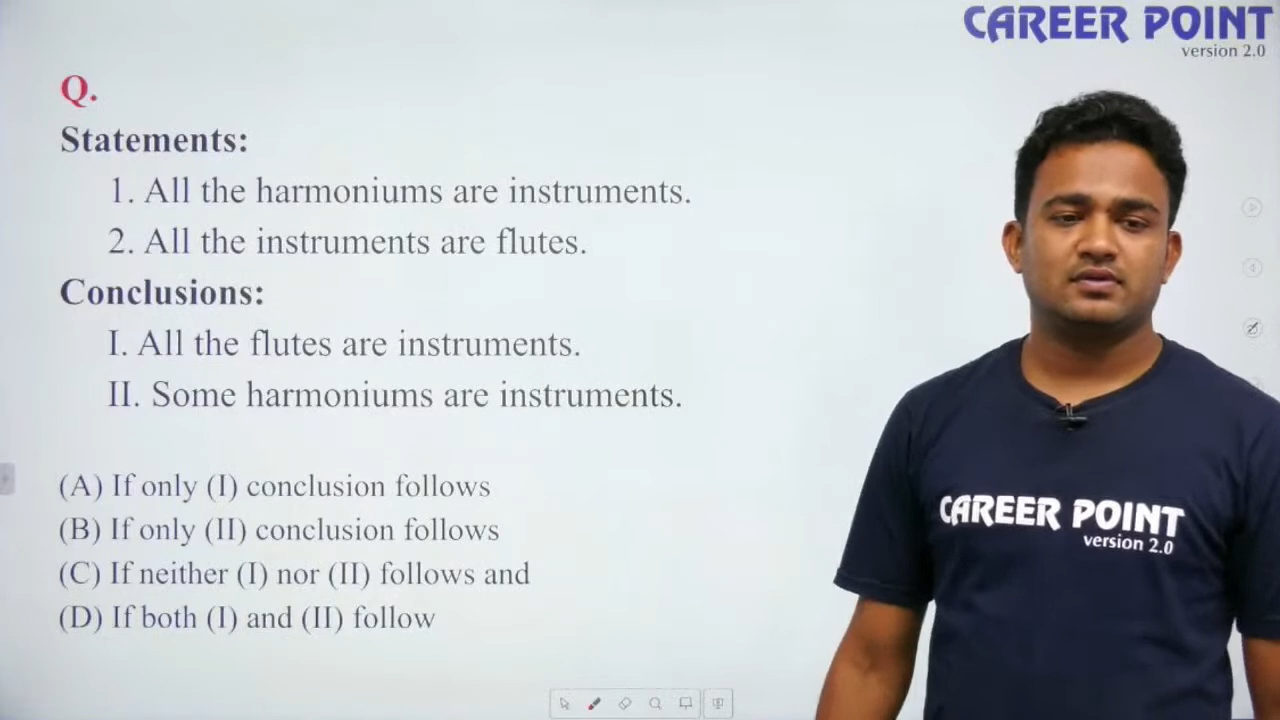 CAREER POINT
version 2.0
Q.
Statements:
1. All the harmoniums are instruments.
2. All the instruments are flutes.
Conclusions:
I. All the flutes are instruments.
II. Some harmoniums are instruments.
(A) If only (I) conclusion follows
(B) If only (II) conclusion follows
(C) If neither (I) nor (II) follows and
(D) If both (I) and (II) follow
CAREER POINT
version 2.0